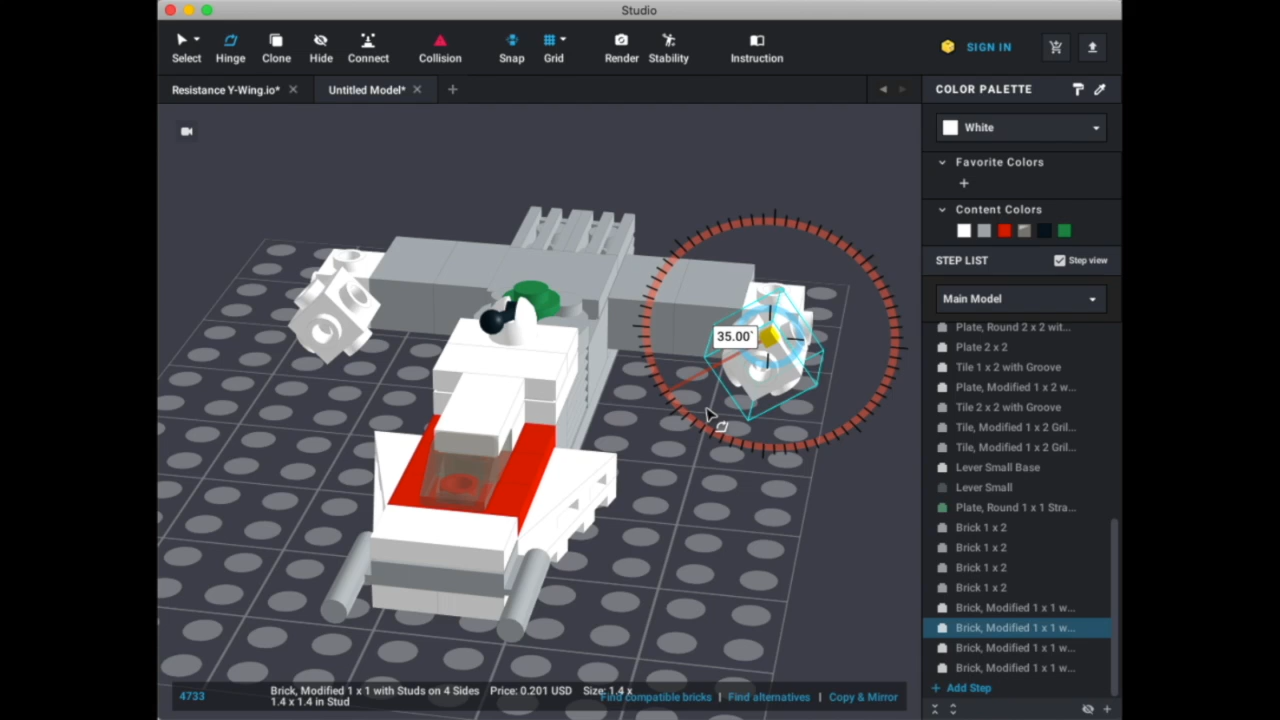 Studio
Select
Hinge
Clone
Hide
Connect
Collision
Snap
Grid
Render
Stability
Instruction
SIGN IN
Resistance Y-Wing.io*
Untitled Model*
COLOR PALETTE
White
Favorite Colors
Content Colors
STEP LIST
Step view
Main Model
Plate, Round 2 x 2 wit...
Plate 2 x 2
Tile 1 x 2 with Groove
Plate, Modified 1 x 2 w...
Tile 2 x 2 with Groove
Tile, Modified 1 x 2 Gril...
Tile, Modified 1 x 2 Gril...
Lever Small Base
Lever Small
Plate, Round 1 x 1 Stra...
Brick 1 x 2
Brick 1 x 2
Brick 1 x 2
Brick 1 x 2
Brick, Modified 1 x 1 w...
Brick, Modified 1 x 1 w...
Brick, Modified 1 x 1 w...
Brick, Modified 1 x 1 w...
Add Step
35.00°
4733
Brick, Modified 1 x 1 with Studs on 4 Sides Price: 0.201 USD Size: 1.4 x
1.4 x 1.4 in Stud
Find compatible bricks | Find alternatives | Copy & Mirror